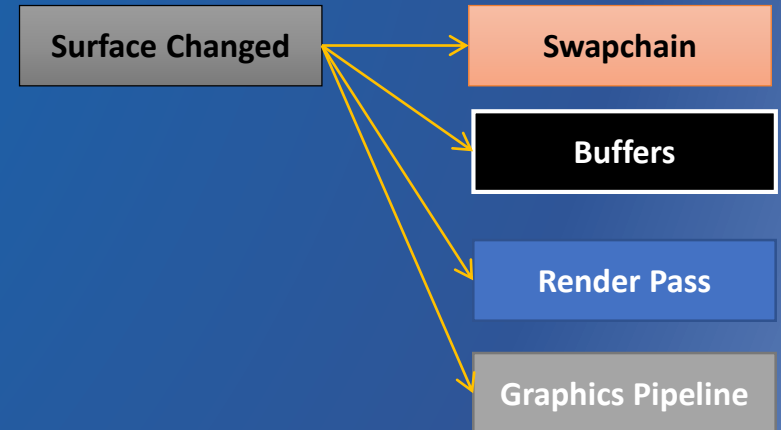 Surface Changed
Swapchain
Buffers
Render Pass
Graphics Pipeline